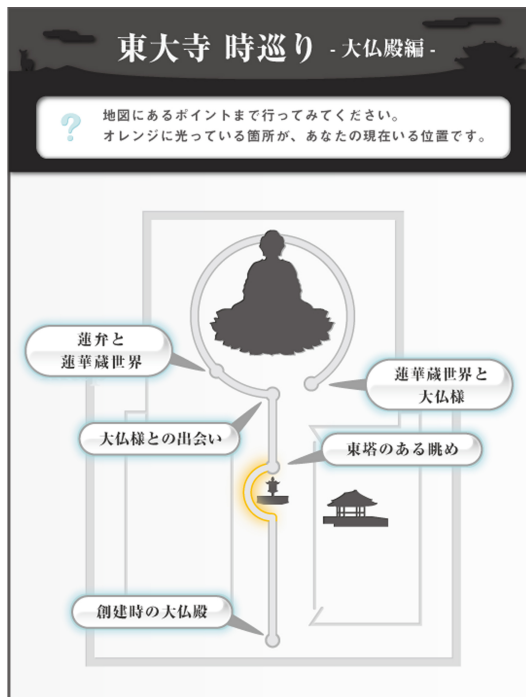 東大寺 時巡り - 大仏殿編 -
?
地図にあるポイントまで行ってみてください。
オレンジに光っている箇所が、あなたの現在いる位置です。
蓮弁と
蓮華蔵世界
蓮華蔵世界と
大仏様
大仏様との出会い
東塔のある眺め
創建時の大仏殿